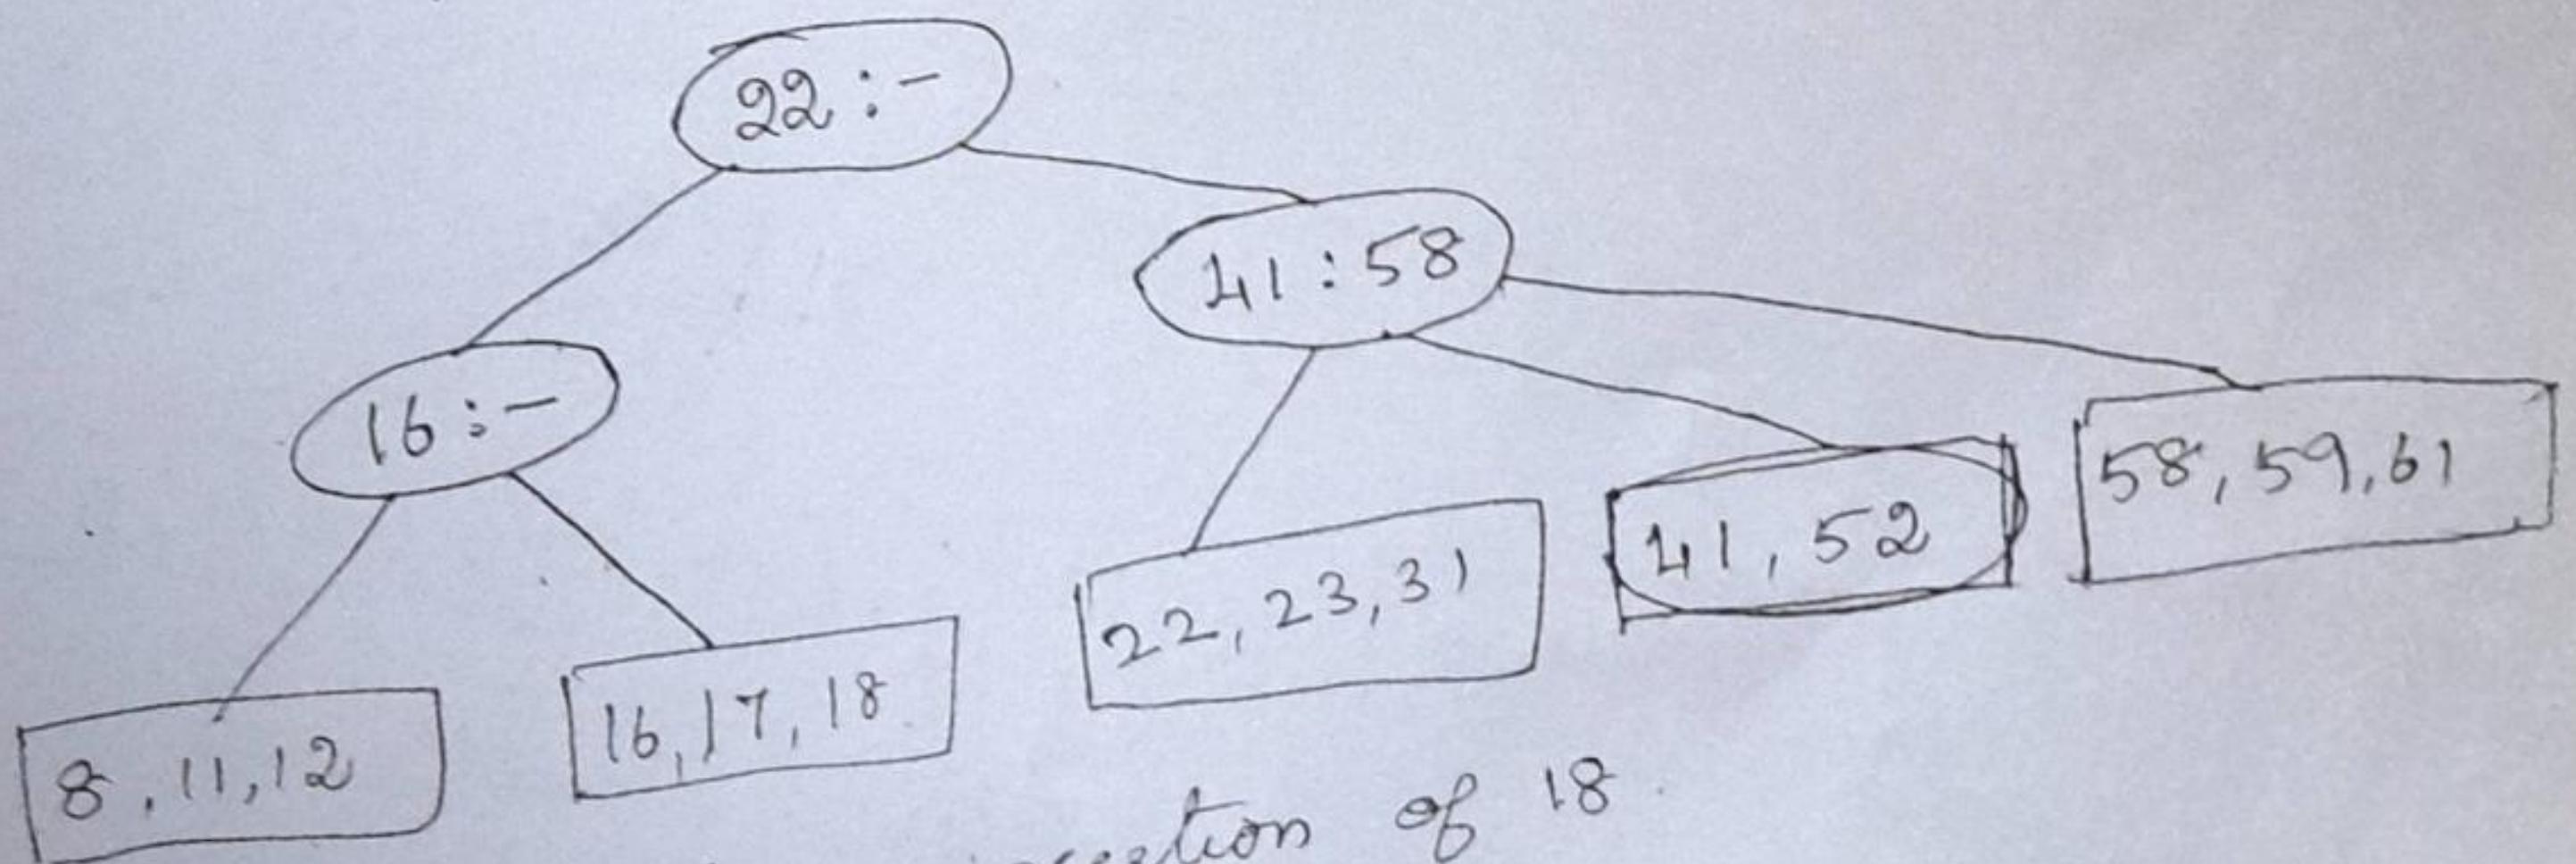 22 : -
41 : 58
16 : -
58, 59, 61
41, 52
22, 23, 31
16, 17, 18
8, 11, 12
of 18